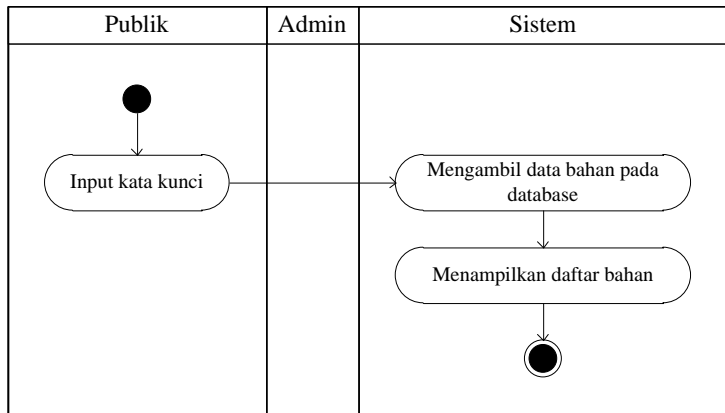 Publik
Admin
Sistem
Input kata kunci
Mengambil data bahan pada
database
Menampilkan daftar bahan